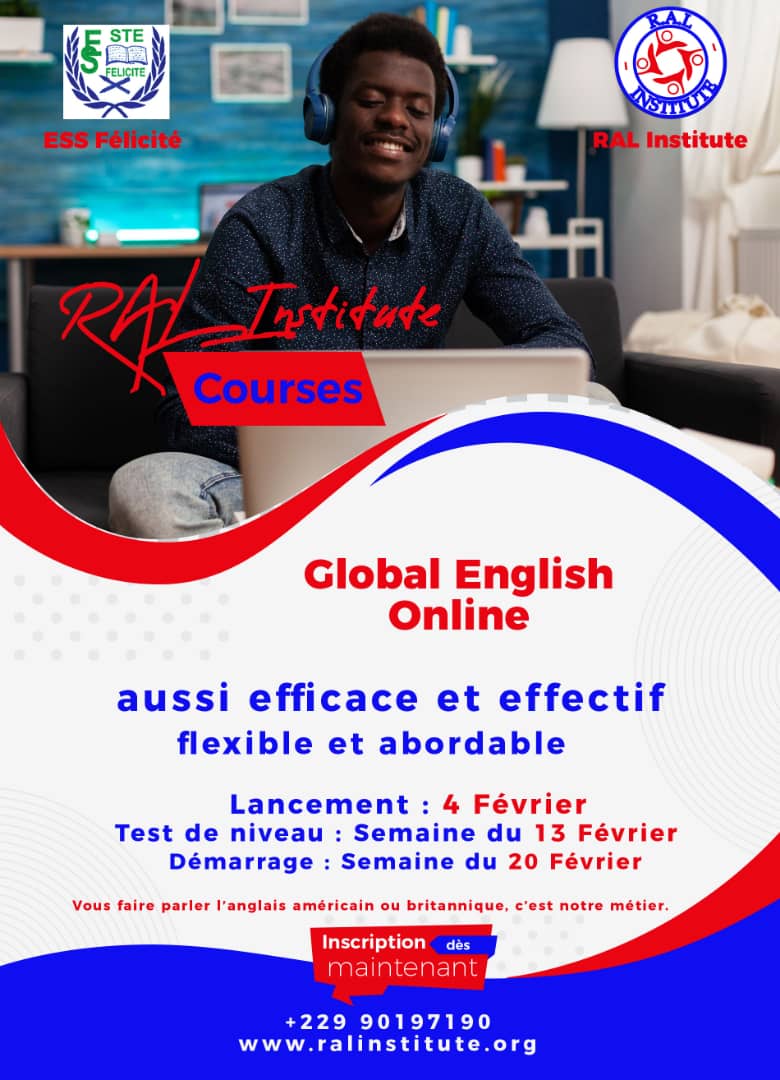 ES STE
FELICITE
ESS Félicité
R.A.L
INSTITUTE
RAL Institute
RAL Institute
Courses
Global English
Online
aussi efficace et effectif
flexible et abordable
Lancement : 4 Février
Test de niveau : Semaine du 13 Février
Démarrage : Semaine du 20 Février
Vous faire parler l'anglais américain ou britannique, c'est notre métier.
Inscription dès
maintenant
+229 90197190
www.ralinstitute.org